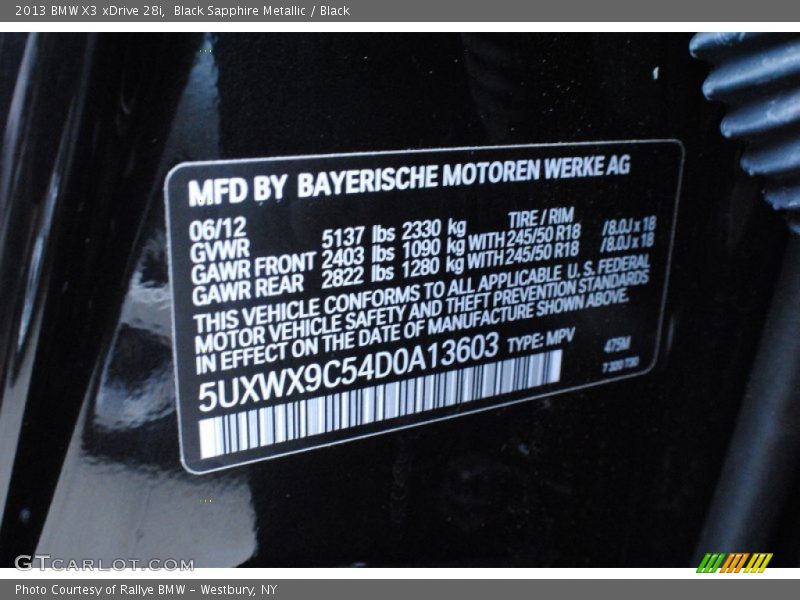 2013 BMW X3 xDrive 28i, Black Sapphire Metallic / Black
MFD BY BAYERISCHE MOTOREN WERKE AG
06/12 TIRE / RIM
GVWR 5137 lbs 2330 kg
GAWR FRONT 2403 lbs 1090 kg WITH 245/50 R18 /8.0J x 18
GAWR REAR 2822 lbs 1280 kg WITH 245/50 R18 /8.0J x 18
THIS VEHICLE CONFORMS TO ALL APPLICABLE U. S. FEDERAL
MOTOR VEHICLE SAFETY AND THEFT PREVENTION STANDARDS
IN EFFECT ON THE DATE OF MANUFACTURE SHOWN ABOVE.
5UXWX9C54D0A13603 TYPE: MPV
475M
7 320 730
GTCARLOT.COM
Photo Courtesy of Rallye BMW - Westbury, NY